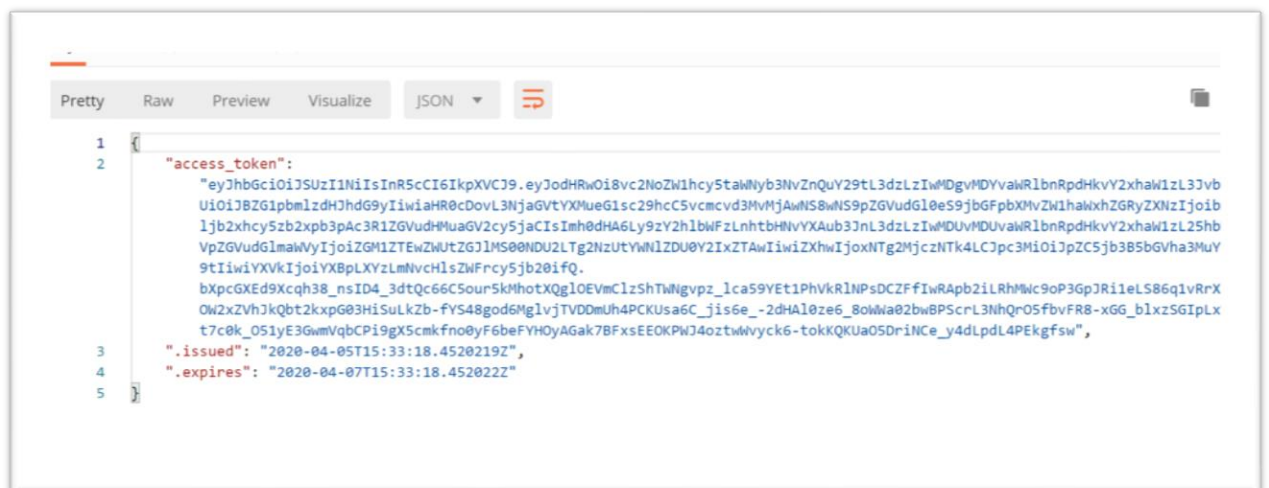 Pretty Raw Preview Visualize JSON
1 {
2 "access_token":
"eyJhbGciOiJSUzI1NiIsInR5cCI6IkpXVCJ9.eyJodHRwOi8vc2NoZW1hcy5taWNyb3NvZnQuY29tL3dzLzIwMDgvMDYvaWRlbnRpdHkvY2xhaW1zL3Jvb
UiOiJBZG1pbmlzdHJhdG9yIiwiaHR0cDovL3NjaGVtYXMueG1sc29hcC5vcmcvd3MvMjAwNS8wNS9pZGVudGl0eS9jbGFpbXMvZW1haWxhZGRyZXNzIjoib
ljb2xhcy5zb2xpb3pAc3R1ZGVudHMuaGV2cy5jaCIsImh0dHA6Ly9zY2hlbWFzLnhtbHNvYXAub3JnL3dzLzIwMDUvMDUvaWRlbnRpdHkvY2xhaW1zL25hb
VpZGVudGlmaWVyIjoiZGM1ZTEwZWUtZGJlMS00NDU2LTg2NzUtYWNlZDU0Y2IxZTAwIiwiZXhwIjoxNTg2MjczNTk4LCJpc3MiOiJpZC5jb3B5bGVha3MuY
9tIiwiYXVkIjoiYXBpLXYzLmNvcHlsZWFrcy5jb20ifQ.
bXpcGXEd9Xcqh38_nsID4_3dtQc66C5our5kMhotXQglOEVmClzShTWNgvpz_lca59YEt1PhVkRlNPsDCZFfIwRApb2iLRhMWc9oP3GpJRi1eLS86q1vRrX
OW2xZVhJkQbt2kxpG03HiSuLkZb-fYS48god6MglvjTVDDmUh4PCKUsa6C_jis6e_-2dHAl0ze6_8oWWa02bwBPScrL3NhQrO5fbvFR8-xGG_blxzSGIpLx
t7c0k_O51yE3GwmVqbCPi9gX5cmkfno0yF6beFYHOyAGak7BFxsEEOKPWJ4oztwWvyck6-tokKQKUaO5DriNCe_y4dLpdL4PEkgfsw",
3 ".issued": "2020-04-05T15:33:18.4520219Z",
4 ".expires": "2020-04-07T15:33:18.452022Z"
5 }